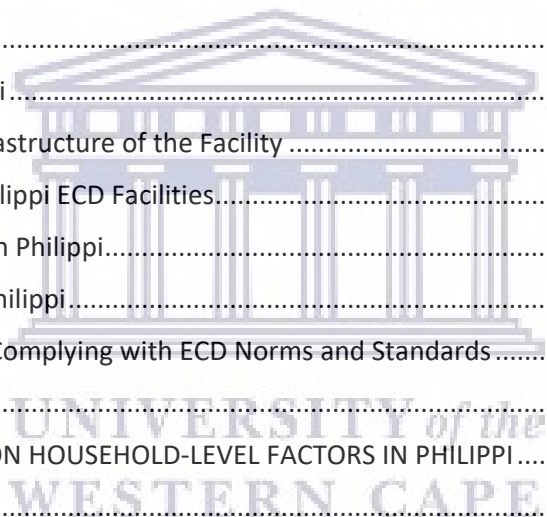 ....................................................
i....................................................
astructure of the Facility ....................................
lippi ECD Facilities..............................................
n Philippi............................................................
hilippi.................................................................
Complying with ECD Norms and Standards .......
....................................................
UNIVERSITY of the
ON HOUSEHOLD-LEVEL FACTORS IN PHILIPPI ....
WESTERN CAPE
....................................................